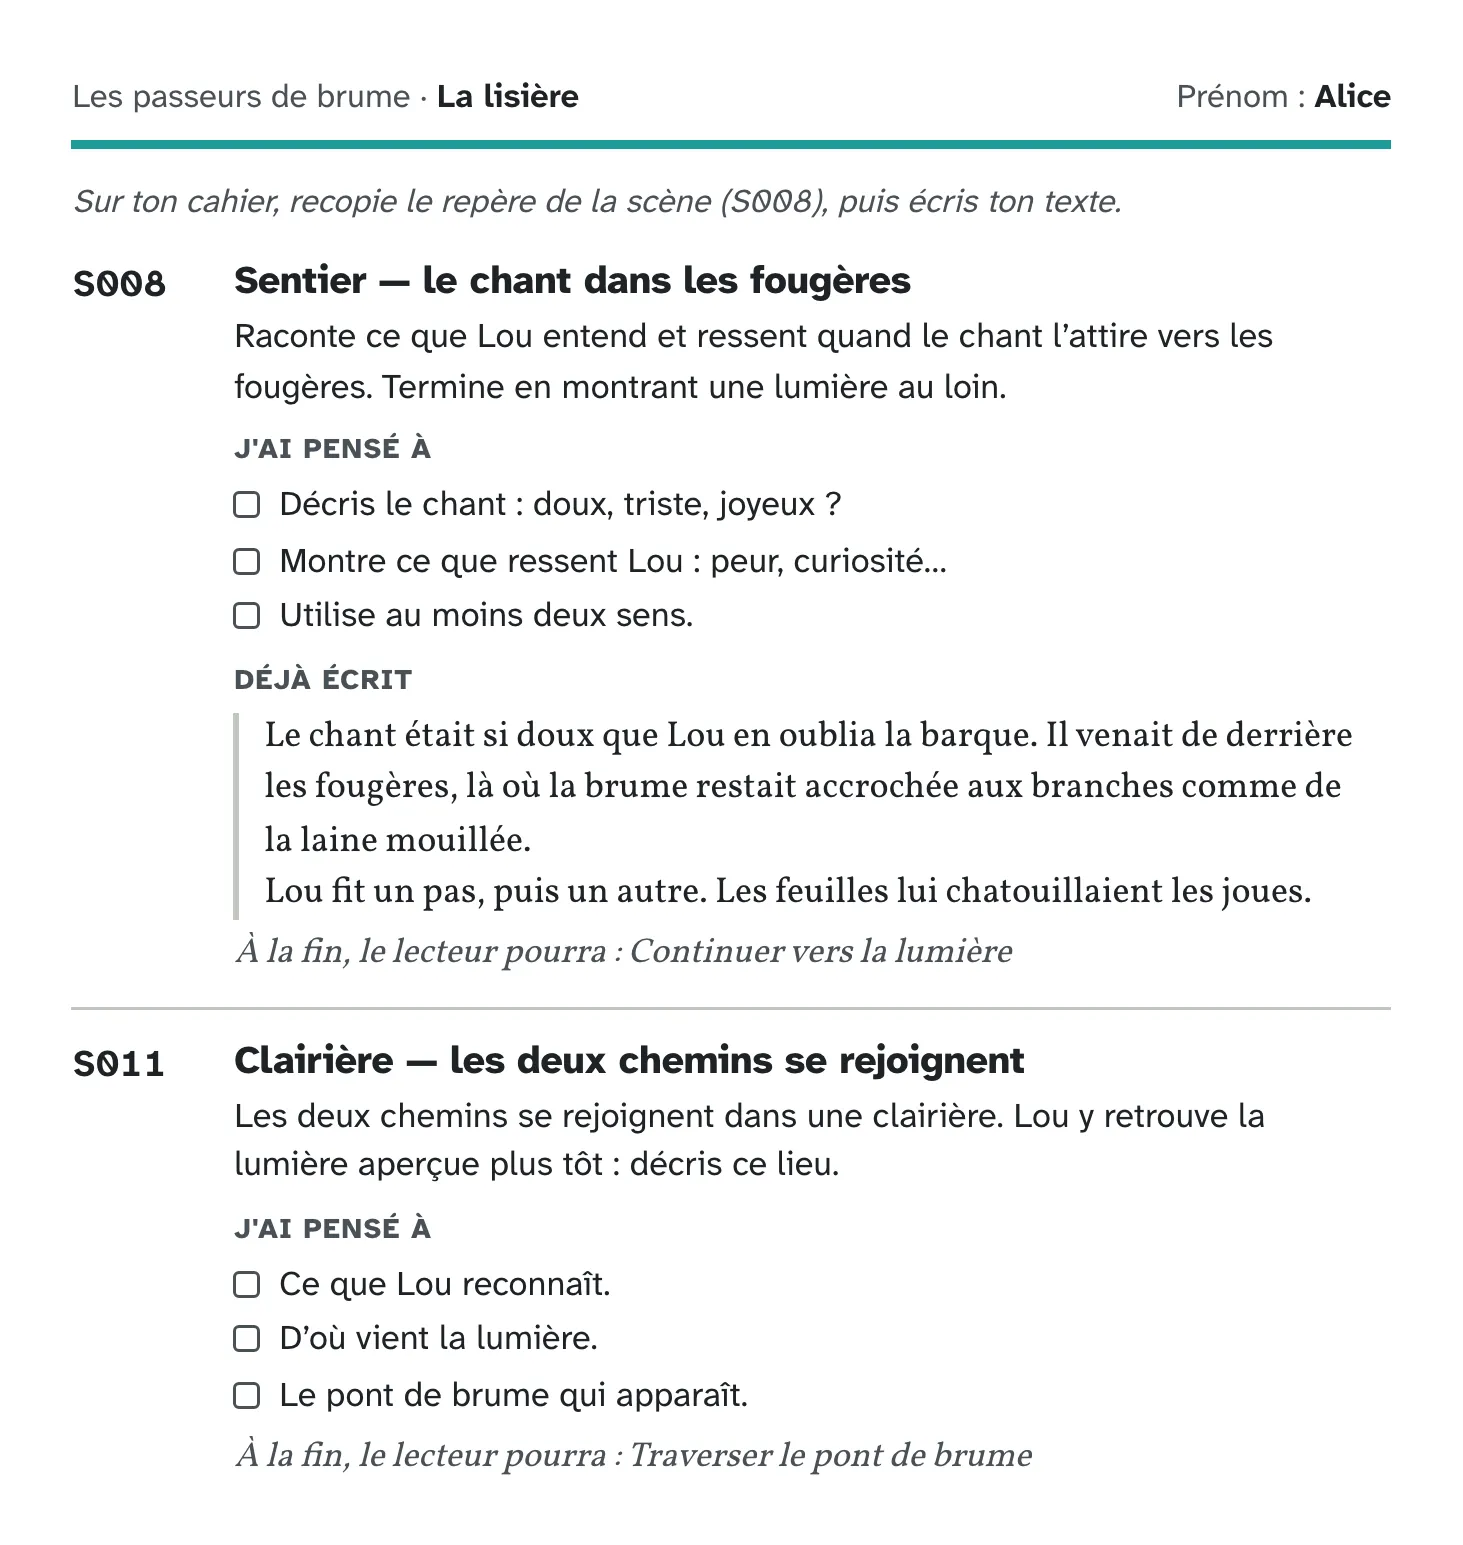 Les passeurs de brume · La lisière
Prénom : Alice
Sur ton cahier, recopie le repère de la scène (S008), puis écris ton texte.
S008
Sentier — le chant dans les fougères
Raconte ce que Lou entend et ressent quand le chant l’attire vers les
fougères. Termine en montrant une lumière au loin.
J'AI PENSÉ À
Décris le chant : doux, triste, joyeux ?
Montre ce que ressent Lou : peur, curiosité…
Utilise au moins deux sens.
DÉJÀ ÉCRIT
Le chant était si doux que Lou en oublia la barque. Il venait de derrière
les fougères, là où la brume restait accrochée aux branches comme de
la laine mouillée.
Lou fit un pas, puis un autre. Les feuilles lui chatouillaient les joues.
À la fin, le lecteur pourra : Continuer vers la lumière
S011
Clairière — les deux chemins se rejoignent
Les deux chemins se rejoignent dans une clairière. Lou y retrouve la
lumière aperçue plus tôt : décris ce lieu.
J'AI PENSÉ À
Ce que Lou reconnaît.
D’où vient la lumière.
Le pont de brume qui apparaît.
À la fin, le lecteur pourra : Traverser le pont de brume